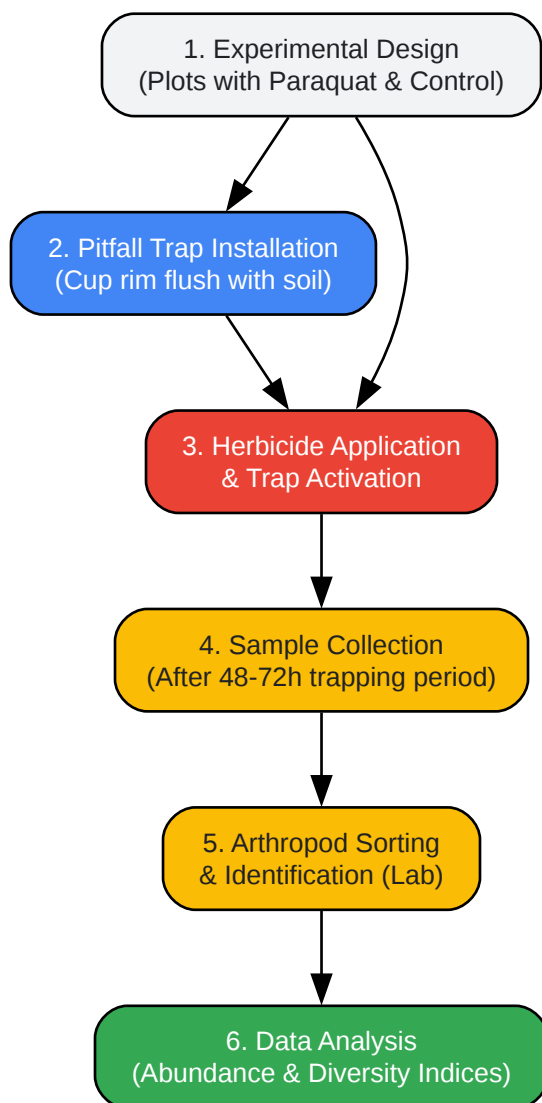 1. Experimental Design
(Plots with Paraquat & Control)
2. Pitfall Trap Installation
(Cup rim flush with soil)
3. Herbicide Application
& Trap Activation
4. Sample Collection
(After 48-72h trapping period)
5. Arthropod Sorting
& Identification (Lab)
6. Data Analysis
(Abundance & Diversity Indices)